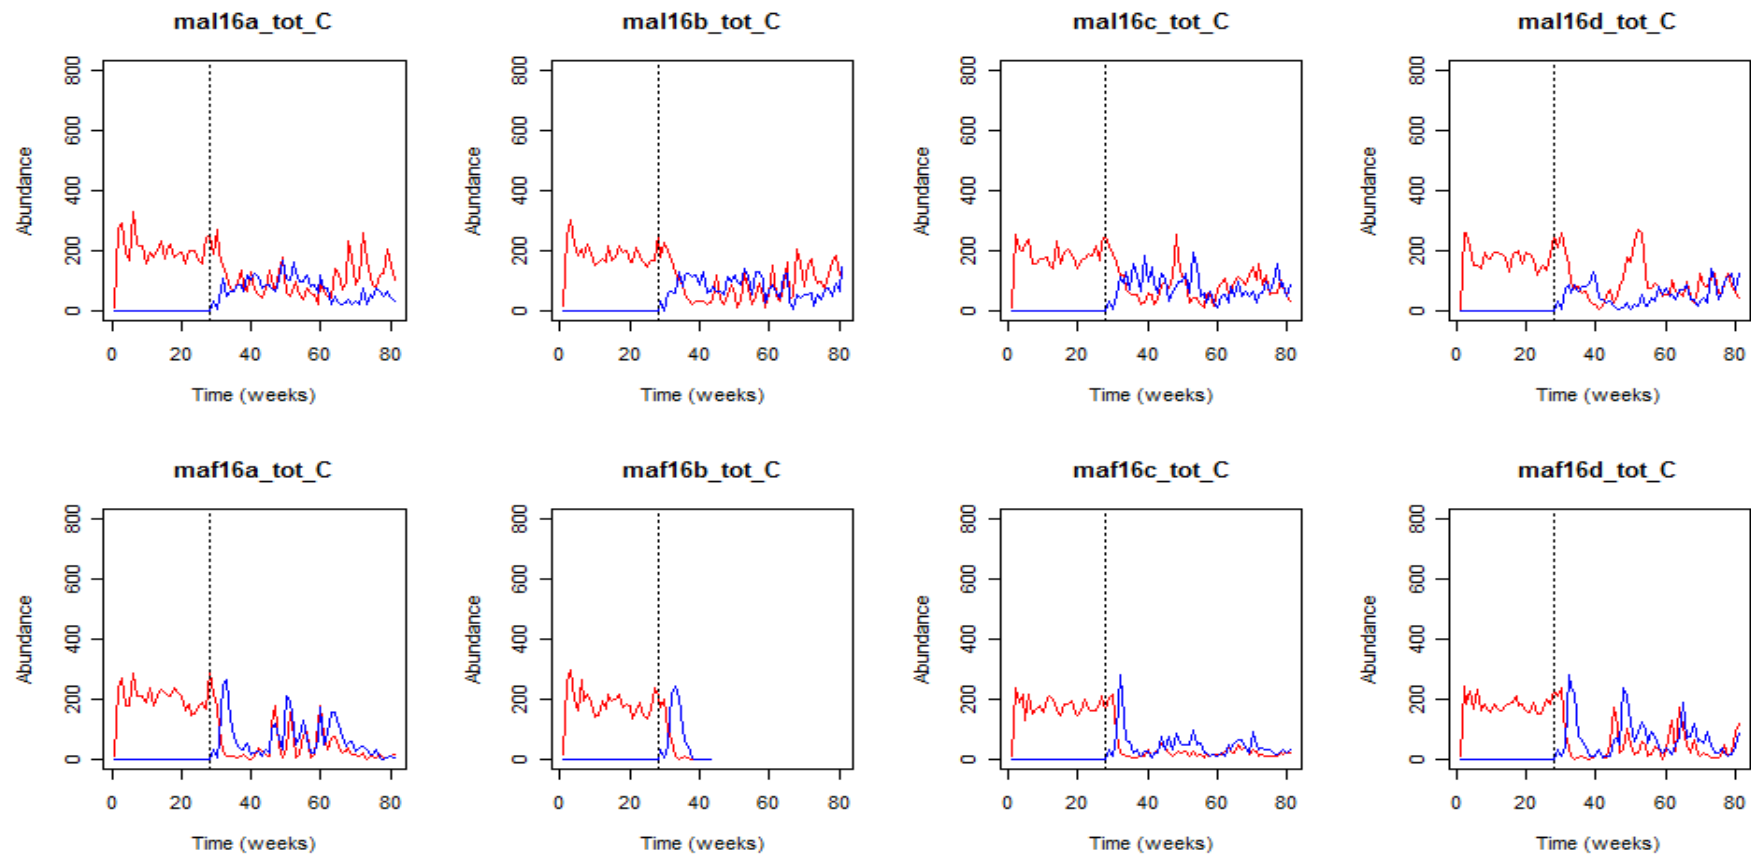 mal16a_tot_C
mal16b_tot_C
mal16c_tot_C
mal16d_tot_C
Abundance
0 200 400 600 800
0 20 40 60 80
Time (weeks)
Abundance
0 200 400 600 800
0 20 40 60 80
Time (weeks)
Abundance
0 200 400 600 800
0 20 40 60 80
Time (weeks)
Abundance
0 200 400 600 800
0 20 40 60 80
Time (weeks)
maf16a_tot_C
maf16b_tot_C
maf16c_tot_C
maf16d_tot_C
Abundance
0 200 400 600 800
0 20 40 60 80
Time (weeks)
Abundance
0 200 400 600 800
0 20 40 60 80
Time (weeks)
Abundance
0 200 400 600 800
0 20 40 60 80
Time (weeks)
Abundance
0 200 400 600 800
0 20 40 60 80
Time (weeks)